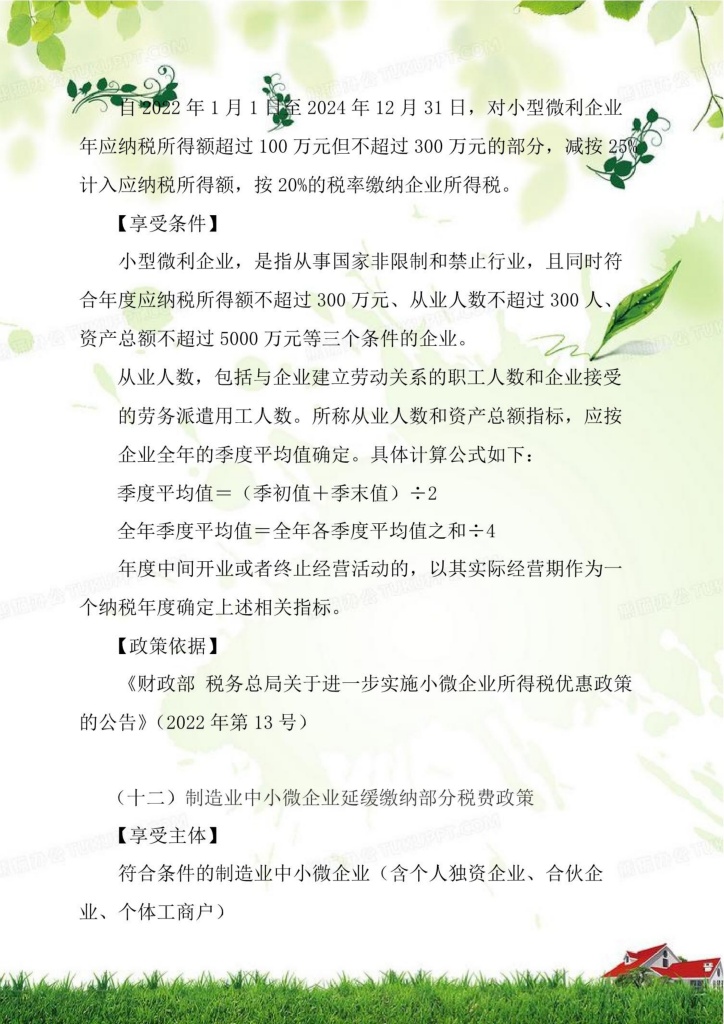 自 2022 年 1 月 1 日至 2024 年 12 月 31 日，对小型微利企业
年应纳税所得额超过 100 万元但不超过 300 万元的部分，减按 25%
计入应纳税所得额，按 20%的税率缴纳企业所得税。
【享受条件】
小型微利企业，是指从事国家非限制和禁止行业，且同时符
合年度应纳税所得额不超过 300 万元、从业人数不超过 300 人、
资产总额不超过 5000 万元等三个条件的企业。
从业人数，包括与企业建立劳动关系的职工人数和企业接受
的劳务派遣用工人数。所称从业人数和资产总额指标，应按
企业全年的季度平均值确定。具体计算公式如下：
季度平均值＝（季初值＋季末值）÷2
全年季度平均值＝全年各季度平均值之和÷4
年度中间开业或者终止经营活动的，以其实际经营期作为一
个纳税年度确定上述相关指标。
【政策依据】
《财政部 税务总局关于进一步实施小微企业所得税优惠政策
的公告》（2022 年第 13 号）
（十二）制造业中小微企业延缓缴纳部分税费政策
【享受主体】
符合条件的制造业中小微企业（含个人独资企业、合伙企
业、个体工商户）